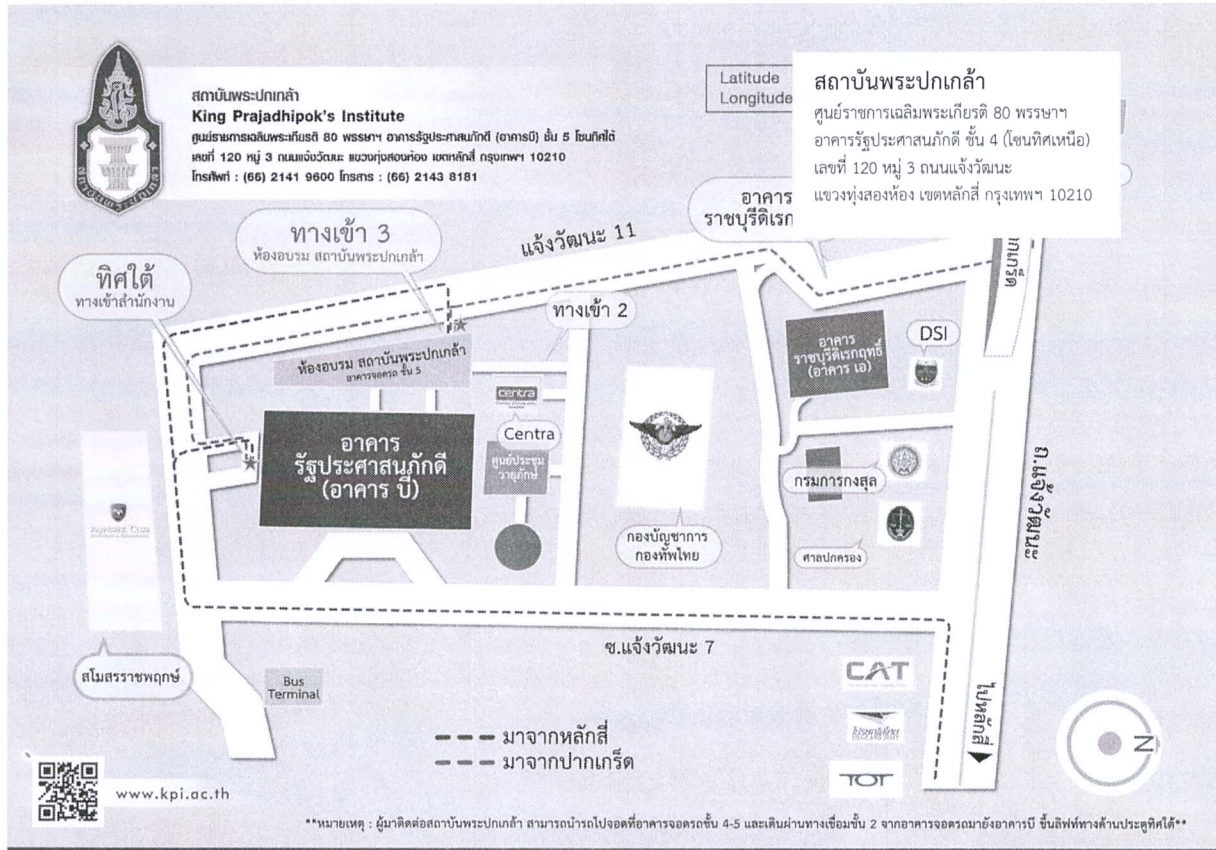 สถาบันพระปกเกล้า
King Prajadhipok's Institute
ศูนย์ราชการเฉลิมพระเกียรติ 80 พรรษาฯ อาคารรัฐประศาสนภักดี (อาคารบี) ชั้น 5 โซนทิศใต้
เลขที่ 120 หมู่ 3 ถนนแจ้งวัฒนะ แขวงทุ่งสองห้อง เขตหลักสี่ กรุงเทพฯ 10210
โทรศัพท์ : (66) 2141 9600 โทรสาร : (66) 2143 8181
สถาบันพระปกเกล้า
Latitude
Longitude
สถาบันพระปกเกล้า
ศูนย์ราชการเฉลิมพระเกียรติ 80 พรรษาฯ
อาคารรัฐประศาสนภักดี ชั้น 4 (โซนทิศเหนือ)
เลขที่ 120 หมู่ 3 ถนนแจ้งวัฒนะ
แขวงทุ่งสองห้อง เขตหลักสี่ กรุงเทพฯ 10210
อาคาร
ราชบุรีดิเรก
ทางเข้า 3
ห้องอบรม สถาบันพระปกเกล้า
แจ้งวัฒนะ 11
ทิศใต้
ทางเข้าสำนักงาน
ทางเข้า 2
ห้องอบรม สถาบันพระปกเกล้า
อาคารจอดรถ ชั้น 5
อาคาร
ราชบุรีดิเรกฤทธิ์
(อาคาร เอ)
DSI
centra
Centra
อาคาร
รัฐประศาสนภักดี
(อาคาร บี)
ศูนย์ประชุม
วายุภักษ์
กรมการกงสุล
ถ.แจ้งวัฒนะ
กองบัญชาการ
กองทัพไทย
ศาลปกครอง
ซ.แจ้งวัฒนะ 7
สโมสรราชพฤกษ์
Bus
Terminal
CAT
TOT
ไปหลักสี่
N
มาจากหลักสี่
มาจากปากเกร็ด
www.kpi.ac.th
**หมายเหตุ : ผู้มาติดต่อสถาบันพระปกเกล้า สามารถนำรถไปจอดที่อาคารจอดรถชั้น 4-5 และเดินผ่านทางเชื่อมชั้น 2 จากอาคารจอดรถมายังอาคารบี ขึ้นลิฟท์ทางด้านประตูทิศใต้**